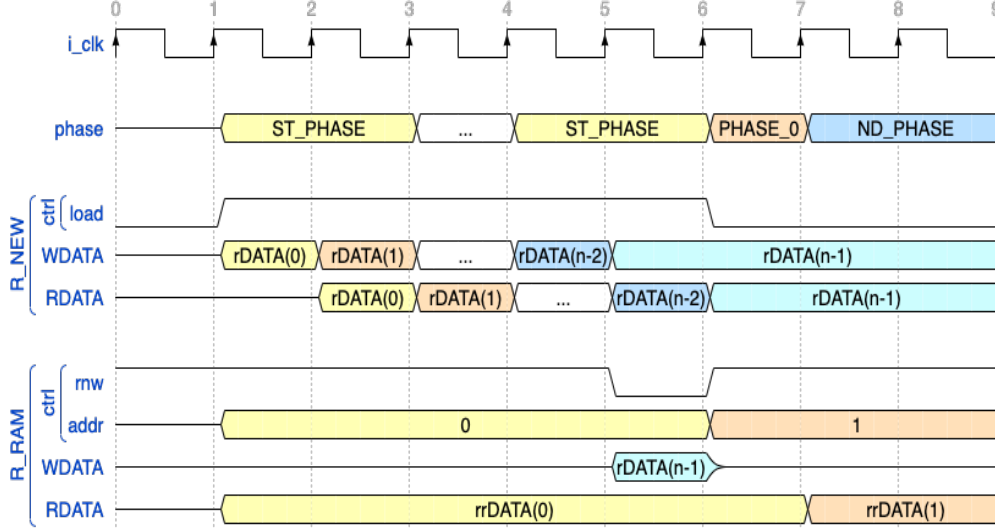 0 1 2 3 4 5 6 7 8 9
i_clk
phase ST_PHASE ... ST_PHASE PHASE_0 ND_PHASE
R_NEW
ctrl
load
WDATA rDATA(0) rDATA(1) ... rDATA(n-2) rDATA(n-1)
RDATA rDATA(0) rDATA(1) ... rDATA(n-2) rDATA(n-1)
R_RAM
ctrl
rnw
addr 0 1
WDATA rDATA(n-1)
RDATA rrDATA(0) rrDATA(1)